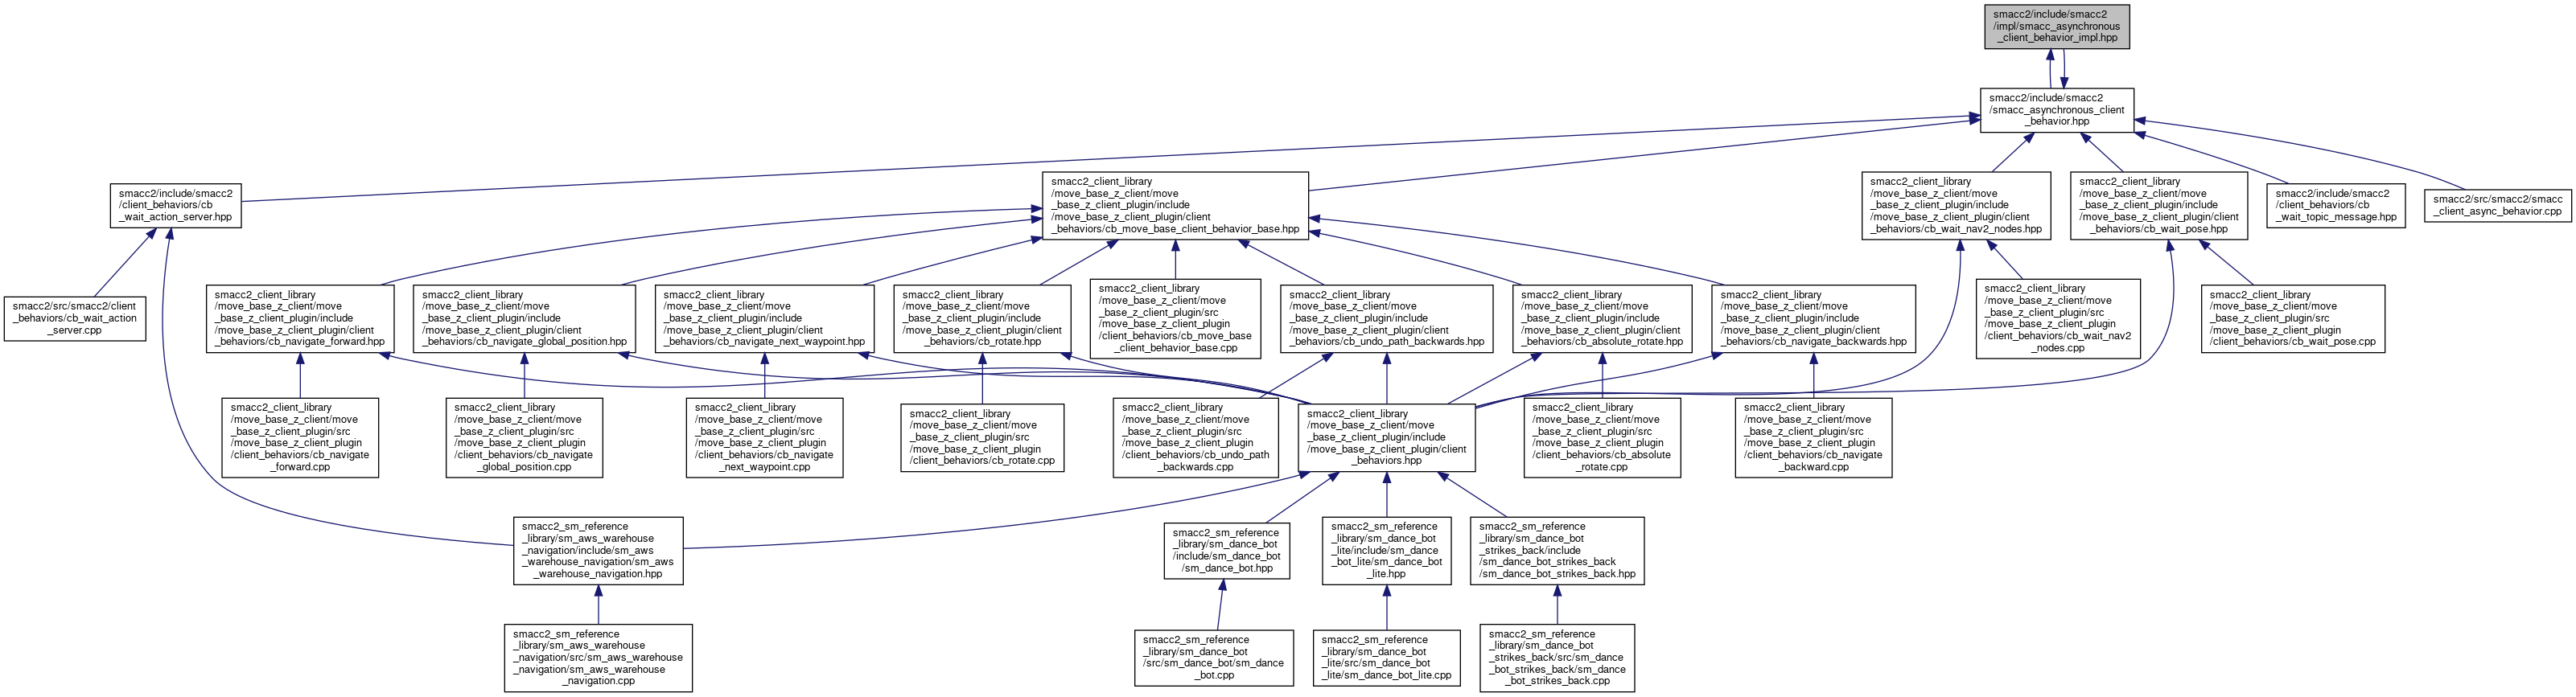 smacc2/include/smacc2
/impl/smacc_asynchronous
_client_behavior_impl.hpp
smacc2/include/smacc2
/smacc_asynchronous_client
_behavior.hpp
smacc2/include/smacc2
/client_behaviors/cb
_wait_action_server.hpp
smacc2_client_library
/move_base_z_client/move
_base_z_client_plugin/include
/move_base_z_client_plugin/client
_behaviors/cb_move_base_client_behavior_base.hpp
smacc2_client_library
/move_base_z_client/move
_base_z_client_plugin/include
/move_base_z_client_plugin/client
_behaviors/cb_wait_nav2_nodes.hpp
smacc2_client_library
/move_base_z_client/move
_base_z_client_plugin/include
/move_base_z_client_plugin/client
_behaviors/cb_wait_pose.hpp
smacc2/include/smacc2
/client_behaviors/cb
_wait_topic_message.hpp
smacc2/src/smacc2/smacc
_client_async_behavior.cpp
smacc2/src/smacc2/client
_behaviors/cb_wait_action
_server.cpp
smacc2_client_library
/move_base_z_client/move
_base_z_client_plugin/include
/move_base_z_client_plugin/client
_behaviors/cb_navigate_forward.hpp
smacc2_client_library
/move_base_z_client/move
_base_z_client_plugin/include
/move_base_z_client_plugin/client
_behaviors/cb_navigate_global_position.hpp
smacc2_client_library
/move_base_z_client/move
_base_z_client_plugin/include
/move_base_z_client_plugin/client
_behaviors/cb_navigate_next_waypoint.hpp
smacc2_client_library
/move_base_z_client/move
_base_z_client_plugin/include
/move_base_z_client_plugin/client
_behaviors/cb_rotate.hpp
smacc2_client_library
/move_base_z_client/move
_base_z_client_plugin/src
/move_base_z_client_plugin
/client_behaviors/cb_move_base
_client_behavior_base.cpp
smacc2_client_library
/move_base_z_client/move
_base_z_client_plugin/include
/move_base_z_client_plugin/client
_behaviors/cb_undo_path_backwards.hpp
smacc2_client_library
/move_base_z_client/move
_base_z_client_plugin/include
/move_base_z_client_plugin/client
_behaviors/cb_absolute_rotate.hpp
smacc2_client_library
/move_base_z_client/move
_base_z_client_plugin/include
/move_base_z_client_plugin/client
_behaviors/cb_navigate_backwards.hpp
smacc2_client_library
/move_base_z_client/move
_base_z_client_plugin/src
/move_base_z_client_plugin
/client_behaviors/cb_wait_nav2
_nodes.cpp
smacc2_client_library
/move_base_z_client/move
_base_z_client_plugin/src
/move_base_z_client_plugin
/client_behaviors/cb_wait_pose.cpp
smacc2_client_library
/move_base_z_client/move
_base_z_client_plugin/src
/move_base_z_client_plugin
/client_behaviors/cb_navigate
_forward.cpp
smacc2_client_library
/move_base_z_client/move
_base_z_client_plugin/src
/move_base_z_client_plugin
/client_behaviors/cb_navigate
_global_position.cpp
smacc2_client_library
/move_base_z_client/move
_base_z_client_plugin/src
/move_base_z_client_plugin
/client_behaviors/cb_navigate
_next_waypoint.cpp
smacc2_client_library
/move_base_z_client/move
_base_z_client_plugin/src
/move_base_z_client_plugin
/client_behaviors/cb_rotate.cpp
smacc2_client_library
/move_base_z_client/move
_base_z_client_plugin/src
/move_base_z_client_plugin
/client_behaviors/cb_undo_path
_backwards.cpp
smacc2_client_library
/move_base_z_client/move
_base_z_client_plugin/include
/move_base_z_client_plugin/client
_behaviors.hpp
smacc2_client_library
/move_base_z_client/move
_base_z_client_plugin/src
/move_base_z_client_plugin
/client_behaviors/cb_absolute
_rotate.cpp
smacc2_client_library
/move_base_z_client/move
_base_z_client_plugin/src
/move_base_z_client_plugin
/client_behaviors/cb_navigate
_backward.cpp
smacc2_sm_reference
_library/sm_aws_warehouse
_navigation/include/sm_aws
_warehouse_navigation/sm_aws
_warehouse_navigation.hpp
smacc2_sm_reference
_library/sm_dance_bot
/include/sm_dance_bot
/sm_dance_bot.hpp
smacc2_sm_reference
_library/sm_dance_bot
_lite/include/sm_dance
_bot_lite/sm_dance_bot
_lite.hpp
smacc2_sm_reference
_library/sm_dance_bot
_strikes_back/include
/sm_dance_bot_strikes_back
/sm_dance_bot_strikes_back.hpp
smacc2_sm_reference
_library/sm_aws_warehouse
_navigation/src/sm_aws_warehouse
_navigation/sm_aws_warehouse
_navigation.cpp
smacc2_sm_reference
_library/sm_dance_bot
/src/sm_dance_bot/sm_dance
_bot.cpp
smacc2_sm_reference
_library/sm_dance_bot
_lite/src/sm_dance_bot
_lite/sm_dance_bot_lite.cpp
smacc2_sm_reference
_library/sm_dance_bot
_strikes_back/src/sm_dance
_bot_strikes_back/sm_dance
_bot_strikes_back.cpp